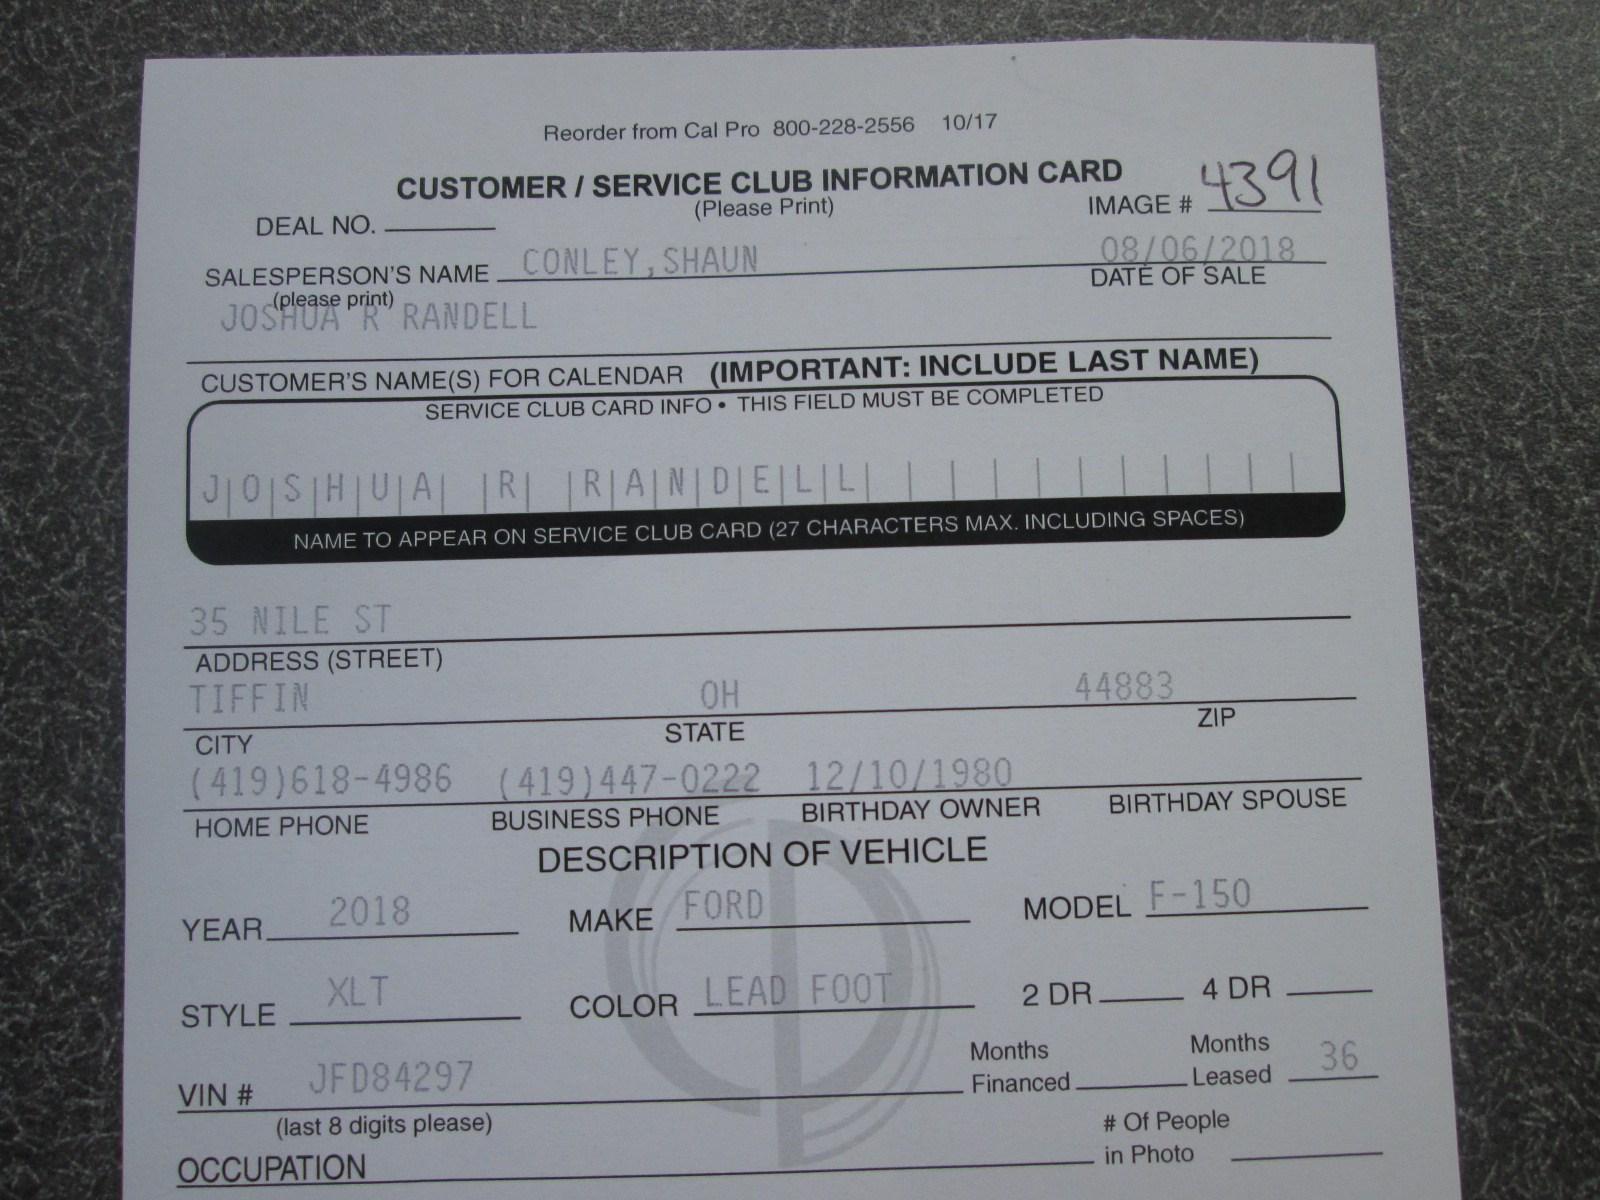 Reorder from Cal Pro 800-228-2556 10/17
CUSTOMER / SERVICE CLUB INFORMATION CARD
(Please Print)
IMAGE # 4391
DEAL NO.
SALESPERSON'S NAME CONLEY,SHAUN 08/06/2018
(please print) DATE OF SALE
JOSHUA R RANDELL
CUSTOMER'S NAME(S) FOR CALENDAR (IMPORTANT: INCLUDE LAST NAME)
SERVICE CLUB CARD INFO • THIS FIELD MUST BE COMPLETED
JOSHUA R RANDELL
NAME TO APPEAR ON SERVICE CLUB CARD (27 CHARACTERS MAX. INCLUDING SPACES)
35 NILE ST
ADDRESS (STREET)
TIFFIN OH 44883
CITY STATE ZIP
(419)618-4986 (419)447-0222 12/10/1980
HOME PHONE BUSINESS PHONE BIRTHDAY OWNER BIRTHDAY SPOUSE
DESCRIPTION OF VEHICLE
YEAR 2018 MAKE FORD MODEL F-150
STYLE XLT COLOR LEAD FOOT 2 DR 4 DR
Months Months
VIN # JFD84297 Financed Leased 36
(last 8 digits please) # Of People
OCCUPATION in Photo